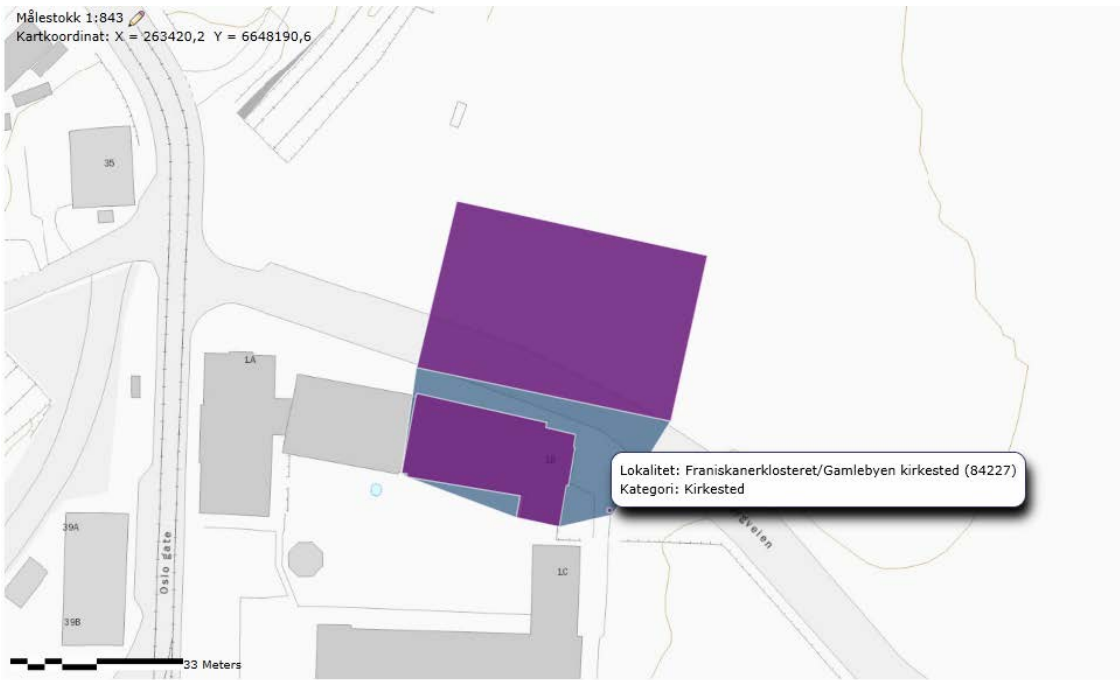 Målestokk 1:843
Kartkoordinat: X = 263420,2 Y = 6648190,6
35
1A
1B
Lokalitet: Franiskanerklosteret/Gamlebyen kirkested (84227)
Kategori: Kirkested
39A
Oslo gate
1C
39B
33 Meters